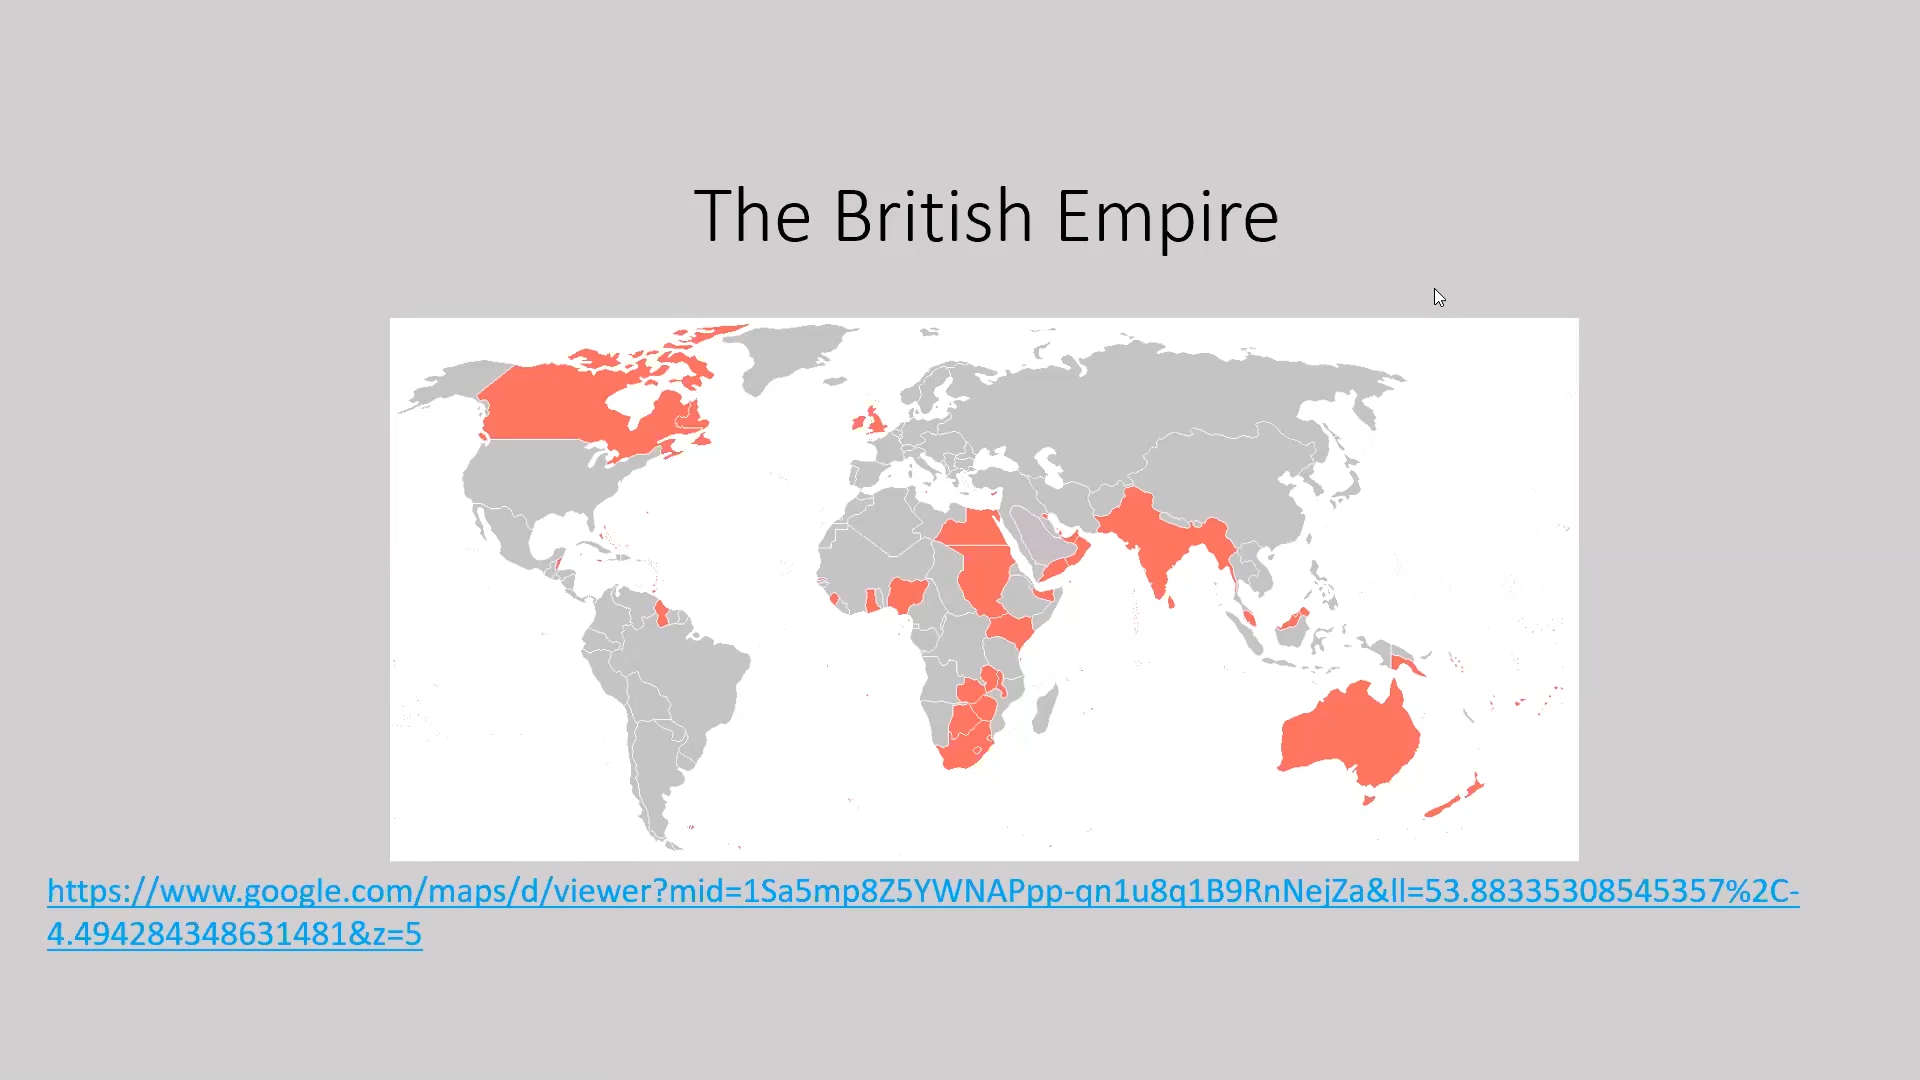 The British Empire
https://www.google.com/maps/d/viewer?mid=1Sa5mp8Z5YWNAPpp-qn1u8q1B9RnNejZa&ll=53.88335308545357%2C-
4.494284348631481&z=5